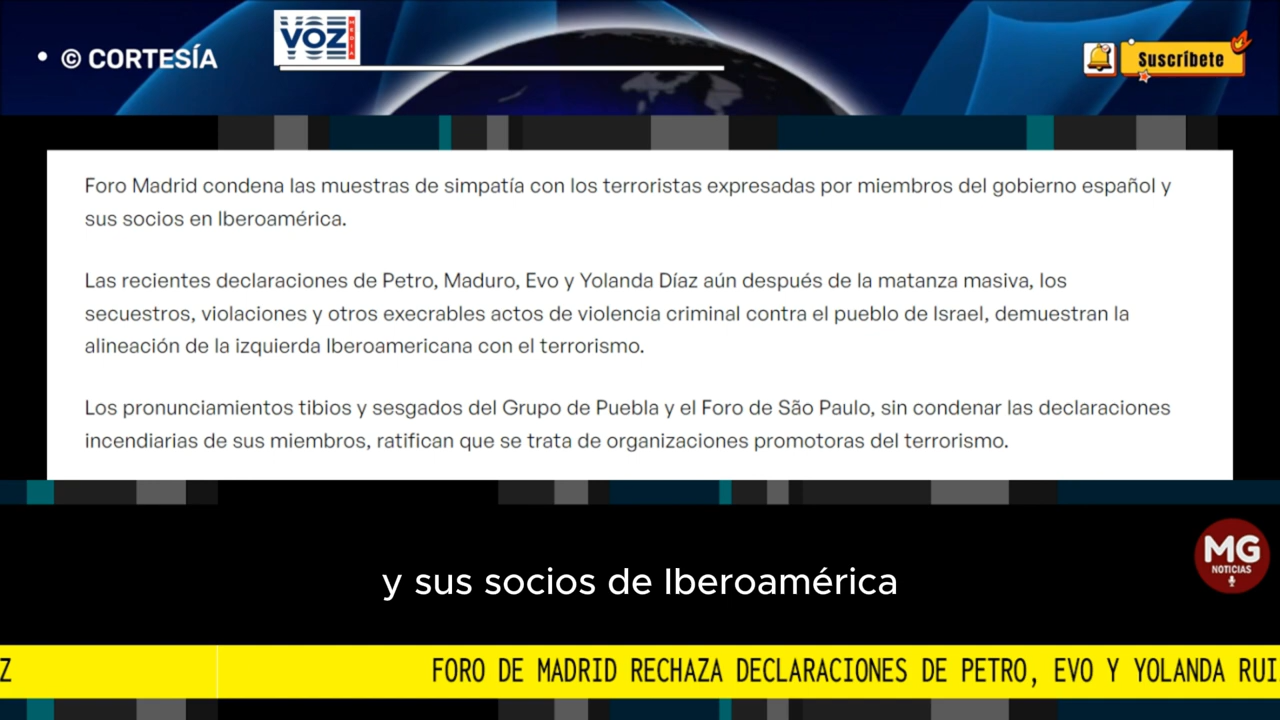 • © CORTESÍA
VOZ
MEDIA
Suscríbete
Foro Madrid condena las muestras de simpatía con los terroristas expresadas por miembros del gobierno español y
sus socios en Iberoamérica.
Las recientes declaraciones de Petro, Maduro, Evo y Yolanda Díaz aún después de la matanza masiva, los
secuestros, violaciones y otros execrables actos de violencia criminal contra el pueblo de Israel, demuestran la
alineación de la izquierda Iberoamericana con el terrorismo.
Los pronunciamientos tibios y sesgados del Grupo de Puebla y el Foro de São Paulo, sin condenar las declaraciones
incendiarias de sus miembros, ratifican que se trata de organizaciones promotoras del terrorismo.
MG
NOTICIAS
y sus socios de Iberoamérica
Z FORO DE MADRID RECHAZA DECLARACIONES DE PETRO, EVO Y YOLANDA RUI